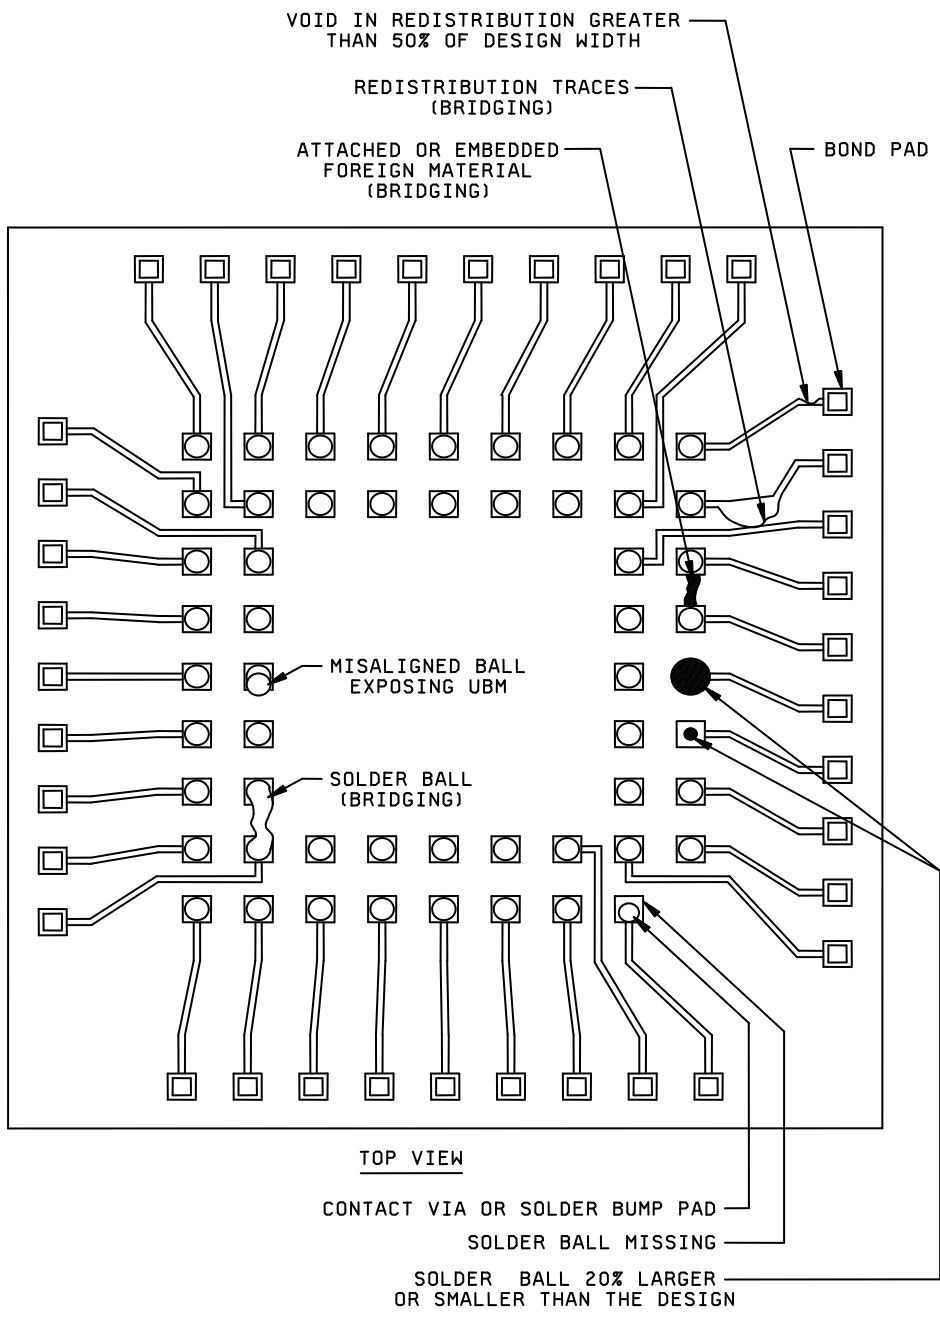 VOID IN REDISTRIBUTION GREATER
THAN 50% OF DESIGN WIDTH
REDISTRIBUTION TRACES
(BRIDGING)
ATTACHED OR EMBEDDED
FOREIGN MATERIAL
(BRIDGING)
BOND PAD
MISALIGNED BALL
EXPOSING UBM
SOLDER BALL
(BRIDGING)
TOP VIEW
CONTACT VIA OR SOLDER BUMP PAD
SOLDER BALL MISSING
SOLDER BALL 20% LARGER
OR SMALLER THAN THE DESIGN